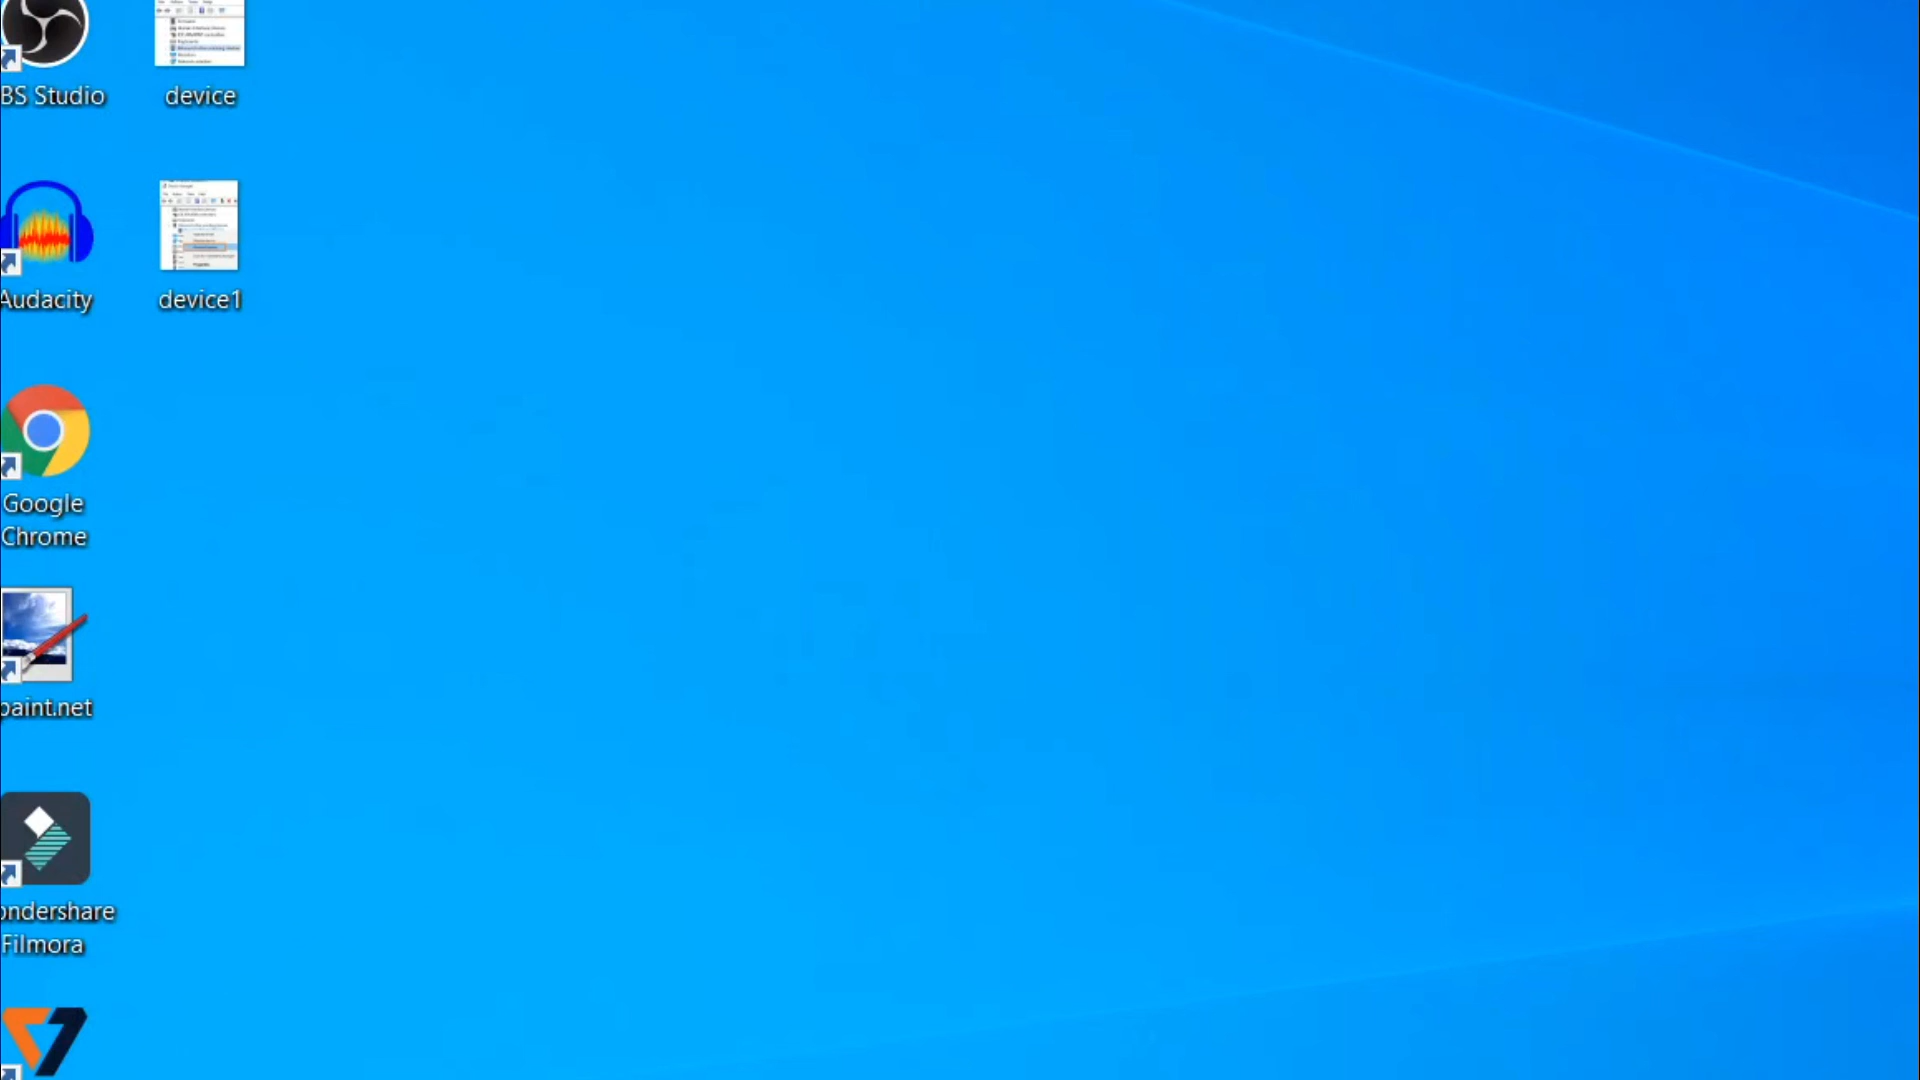 BS Studio
device
Audacity
device1
Google
Chrome
paint.net
ondershare
Filmora